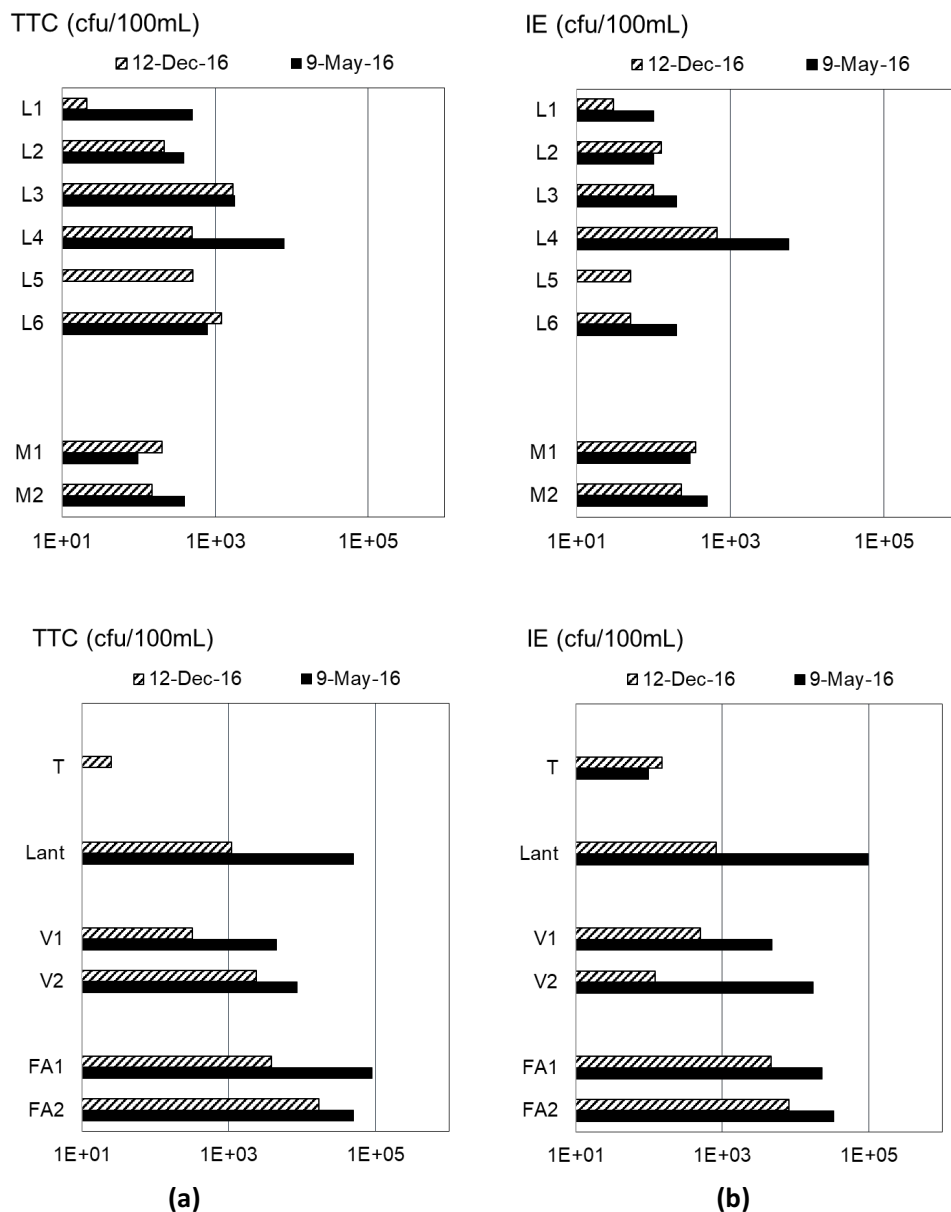 TTC (cfu/100mL)
12-Dec-16 9-May-16
L1
L2
L3
L4
L5
L6
M1
M2
1E+01 1E+03 1E+05
IE (cfu/100mL)
12-Dec-16 9-May-16
L1
L2
L3
L4
L5
L6
M1
M2
1E+01 1E+03 1E+05
TTC (cfu/100mL)
12-Dec-16 9-May-16
T
Lant
V1
V2
FA1
FA2
1E+01 1E+03 1E+05
(a)
IE (cfu/100mL)
12-Dec-16 9-May-16
T
Lant
V1
V2
FA1
FA2
1E+01 1E+03 1E+05
(b)